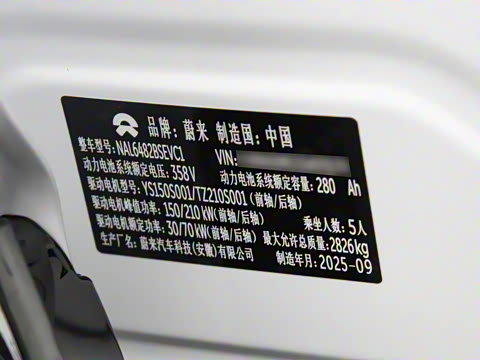 品牌：蔚来 制造国：中国
整车型号：NAL6482BSEVC1 VIN:
动力电池系统额定电压：358V 动力电池系统额定容量：280 Ah
驱动电机型号：YS150S001/TZ210S001（前轴/后轴）
驱动电机峰值功率：150/210kW(前轴/后轴) 乘坐人数：5人
驱动电机额定功率：30/70kW(前轴/后轴) 最大允许总质量：2826kg
生产厂名：蔚来汽车科技(安徽)有限公司 制造年月：2025-09